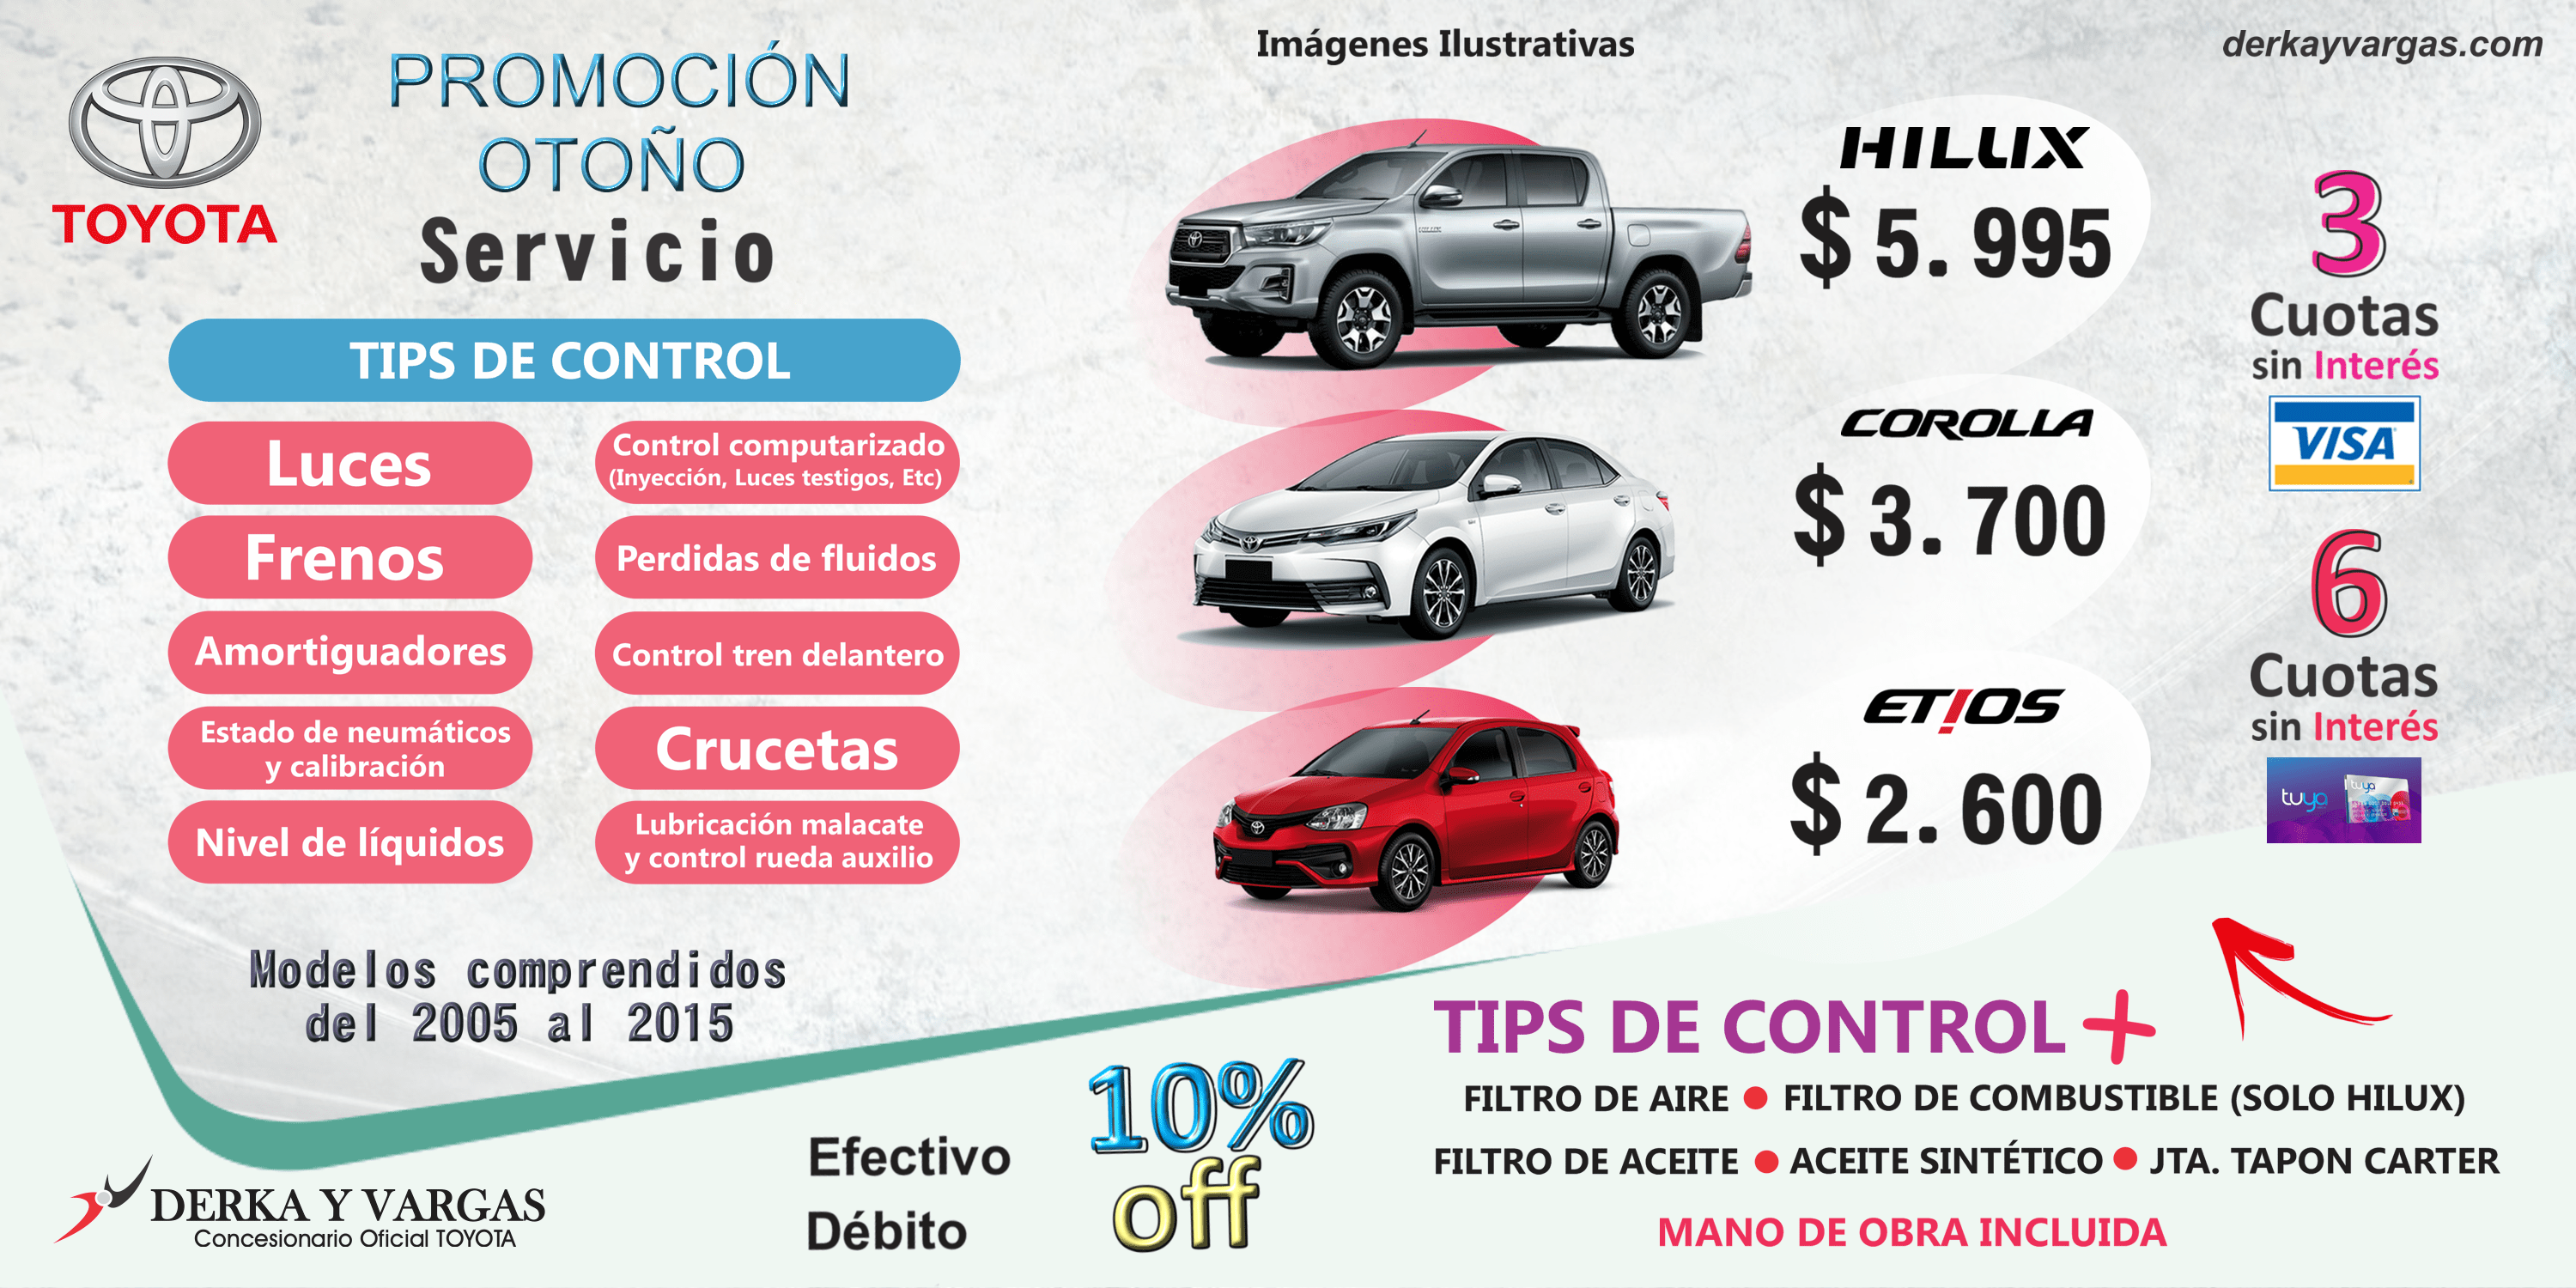 TOYOTA
PROMOCIÓN
OTOÑO
Servicio
TIPS DE CONTROL
Luces
Control computarizado
(Inyección, Luces testigos, Etc)
Frenos
Perdidas de fluidos
Amortiguadores
Control tren delantero
Estado de neumáticos
y calibración
Crucetas
Nivel de líquidos
Lubricación malacate
y control rueda auxilio
Modelos comprendidos
del 2005 al 2015
DERKA Y VARGAS
Concesionario Oficial TOYOTA
Imágenes Ilustrativas
derkayvargas.com
HILUX
$ 5. 995
COROLLA
$ 3. 700
ETIOS
$ 2. 600
3
Cuotas
sin Interés
VISA
6
Cuotas
sin Interés
tuya
tuya
Efectivo
Débito
10%
off
TIPS DE CONTROL +
FILTRO DE AIRE ● FILTRO DE COMBUSTIBLE (SOLO HILUX)
FILTRO DE ACEITE ● ACEITE SINTÉTICO ● JTA. TAPON CARTER
MANO DE OBRA INCLUIDA